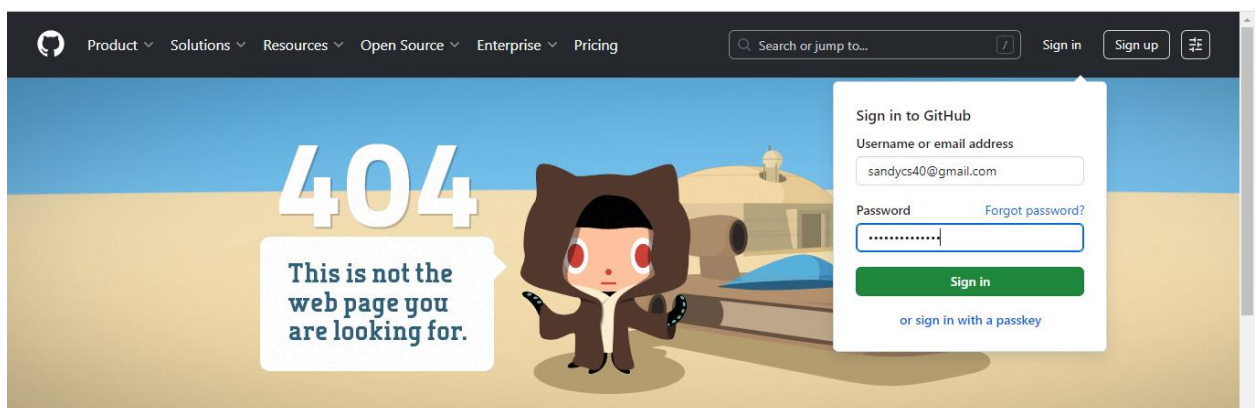 Product Solutions Resources Open Source Enterprise Pricing Search or jump to... / Sign in Sign up
404
This is not the
web page you
are looking for.
Sign in to GitHub
Username or email address
sandycs40@gmail.com
Password Forgot password?
••••••••••••••
Sign in
or sign in with a passkey